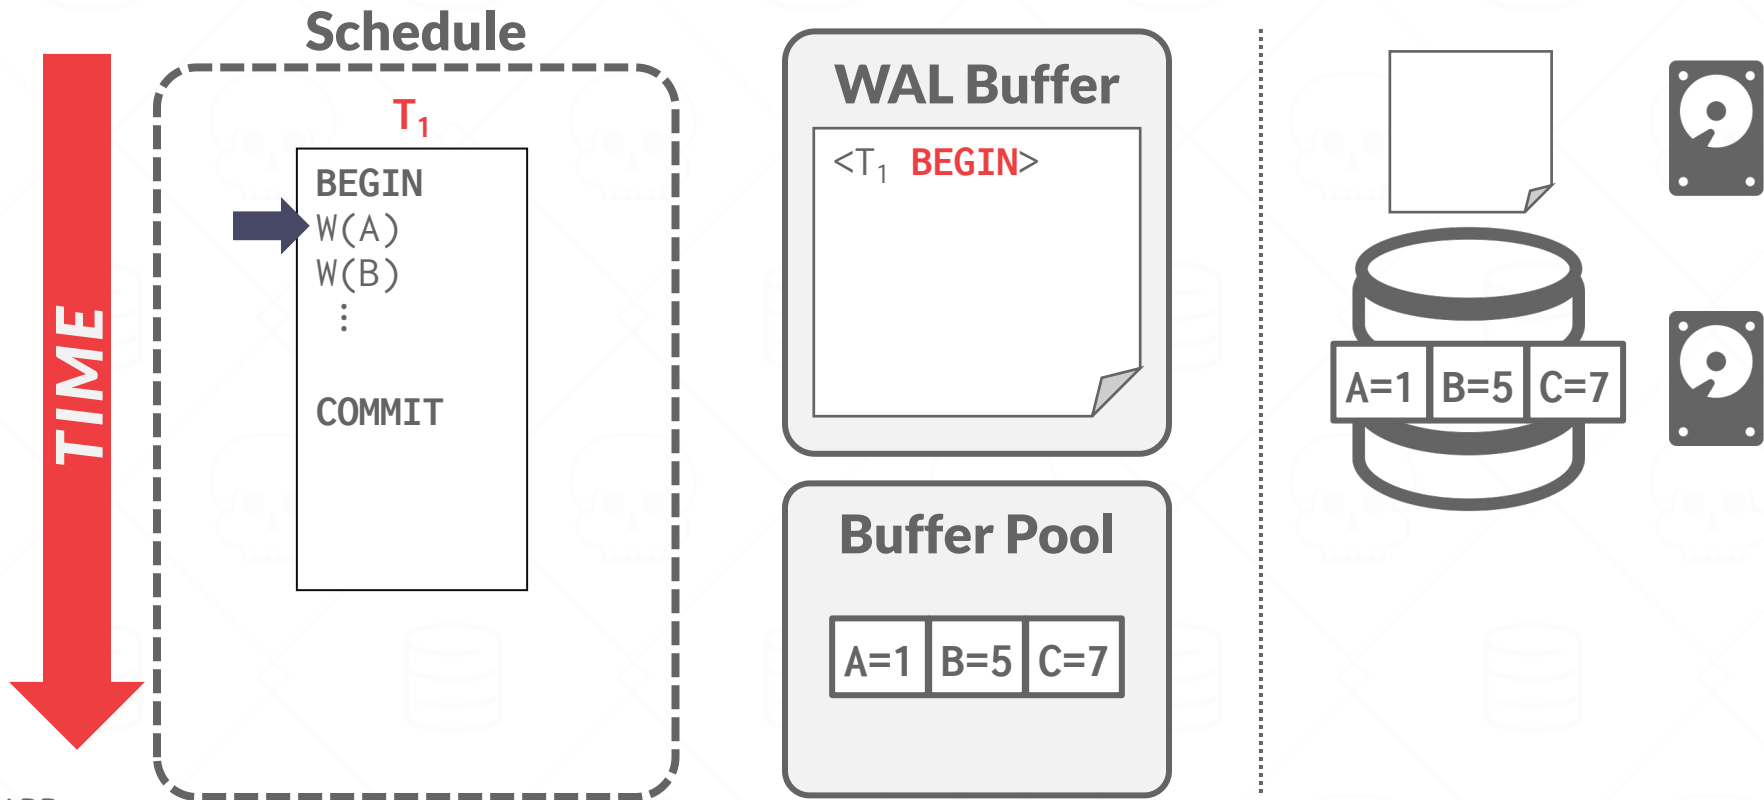 Schedule
TIME
T₁
BEGIN
W(A)
W(B)
⋮
COMMIT
WAL Buffer
<T₁ BEGIN>
Buffer Pool
A=1 B=5 C=7
A=1 B=5 C=7